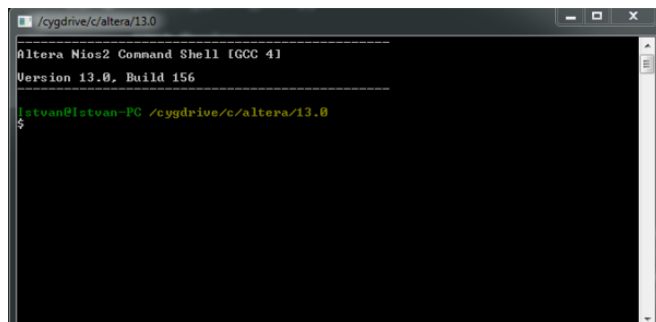 /cygdrive/c/altera/13.0
Altera Nios2 Command Shell [GCC 4]
Version 13.0, Build 156
Istvan@Istvan-PC /cygdrive/c/altera/13.0
$